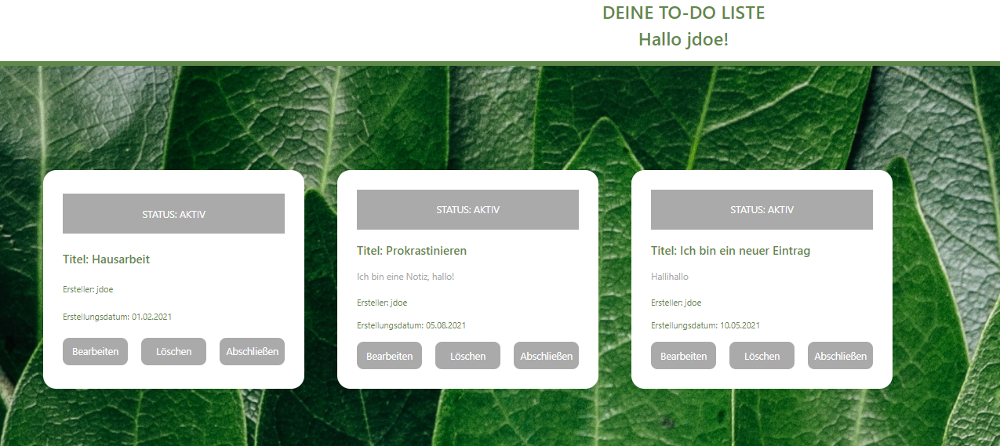 DEINE TO-DO LISTE
Hallo jdoe!
STATUS: AKTIV
Titel: Hausarbeit
Ersteller: jdoe
Erstellungsdatum: 01.02.2021
Bearbeiten Löschen Abschließen
STATUS: AKTIV
Titel: Prokrastinieren
Ich bin eine Notiz, hallo!
Ersteller: jdoe
Erstellungsdatum: 05.08.2021
Bearbeiten Löschen Abschließen
STATUS: AKTIV
Titel: Ich bin ein neuer Eintrag
Hallihallo
Ersteller: jdoe
Erstellungsdatum: 10.05.2021
Bearbeiten Löschen Abschließen